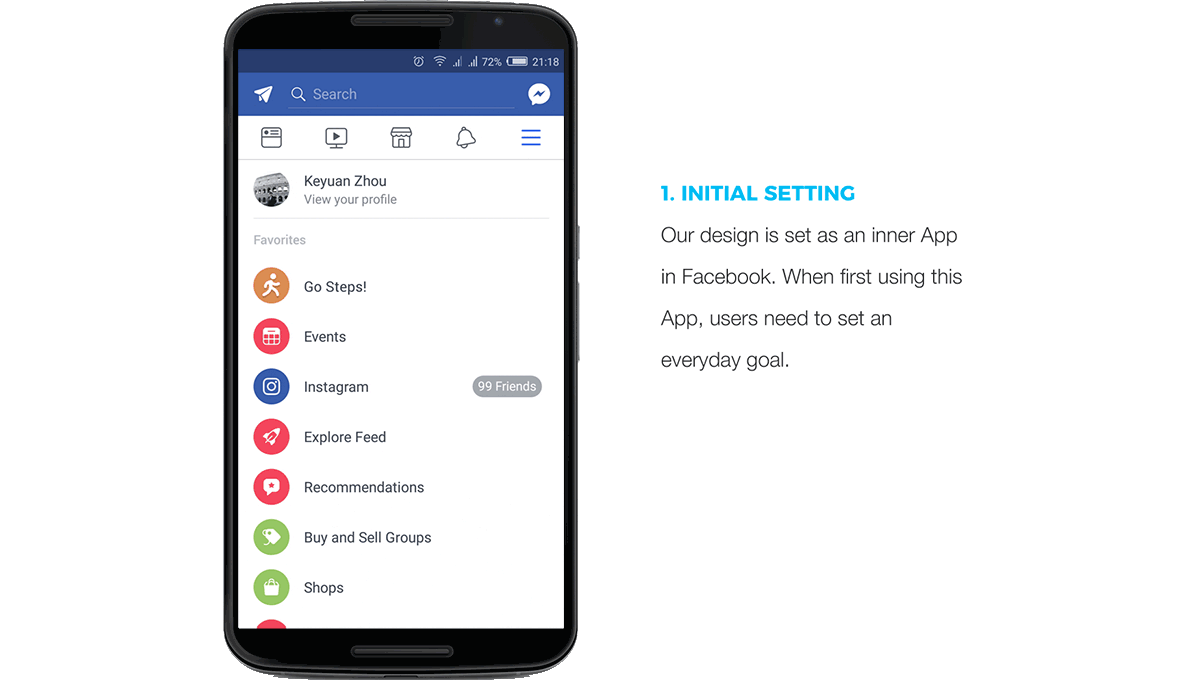 72% 21:18
Search
Keyuan Zhou
View your profile
Favorites
Go Steps!
Events
Instagram 99 Friends
Explore Feed
Recommendations
Buy and Sell Groups
Shops
1. INITIAL SETTING
Our design is set as an inner App
in Facebook. When first using this
App, users need to set an
everyday goal.